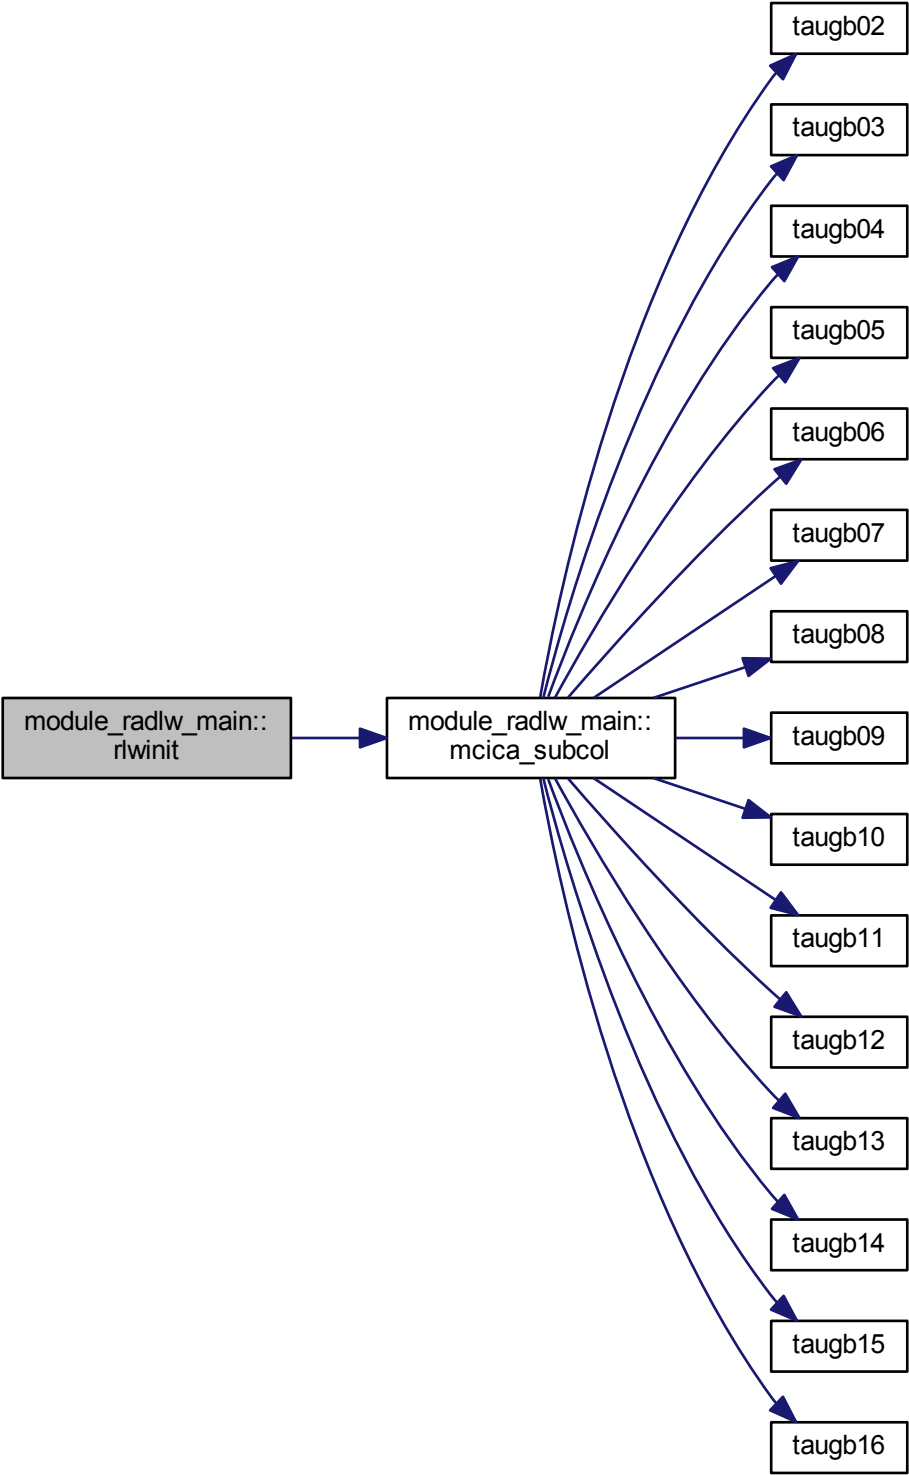 module_radlw_main::
rlwinit
module_radlw_main::
mcica_subcol
taugb02
taugb03
taugb04
taugb05
taugb06
taugb07
taugb08
taugb09
taugb10
taugb11
taugb12
taugb13
taugb14
taugb15
taugb16